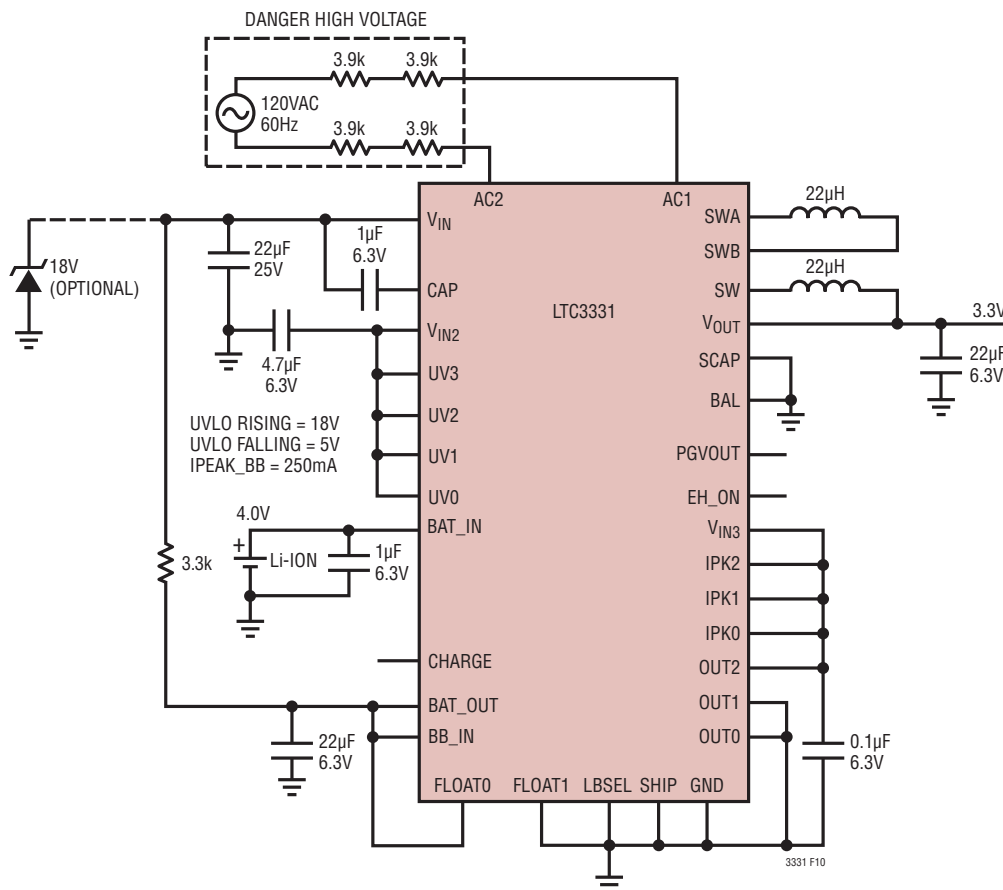 DANGER HIGH VOLTAGE
3.9k
3.9k
120VAC
60Hz
3.9k
3.9k
AC2
AC1
18V
(OPTIONAL)
22µF
25V
1µF
6.3V
4.7µF
6.3V
UVLO RISING = 18V
UVLO FALLING = 5V
IPEAK_BB = 250mA
3.3k
4.0V
+
Li-ION
1µF
6.3V
22µF
6.3V
VIN
CAP
VIN2
UV3
UV2
UV1
UV0
BAT_IN
CHARGE
BAT_OUT
BB_IN
LTC3331
FLOAT0
FLOAT1
LBSEL
SHIP
GND
SWA
SWB
SW
VOUT
SCAP
BAL
PGVOUT
EH_ON
VIN3
IPK2
IPK1
IPK0
OUT2
OUT1
OUT0
22µH
22µH
3.3V
22µF
6.3V
0.1µF
6.3V
3331 F10